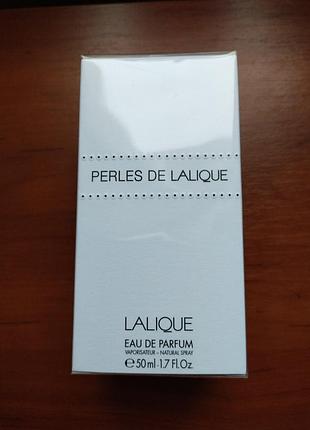 PERLES DE LALIQUE
LALIQUE
EAU DE PARFUM
VAPORISATEUR – NATURAL SPRAY
℮ 50 ml · 1.7 Fl.Oz.